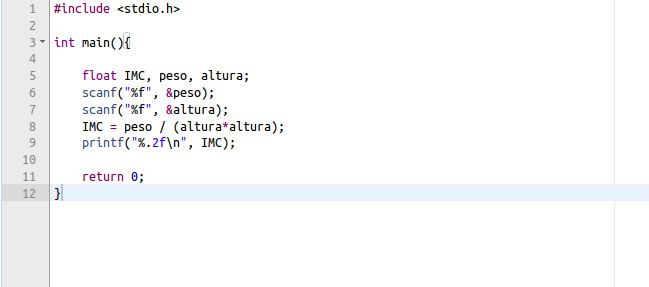 1 #include <stdio.h>
2
3 int main(){
4
5     float IMC, peso, altura;
6     scanf("%f", &peso);
7     scanf("%f", &altura);
8     IMC = peso / (altura*altura);
9     printf("%.2f\n", IMC);
10
11     return 0;
12 }